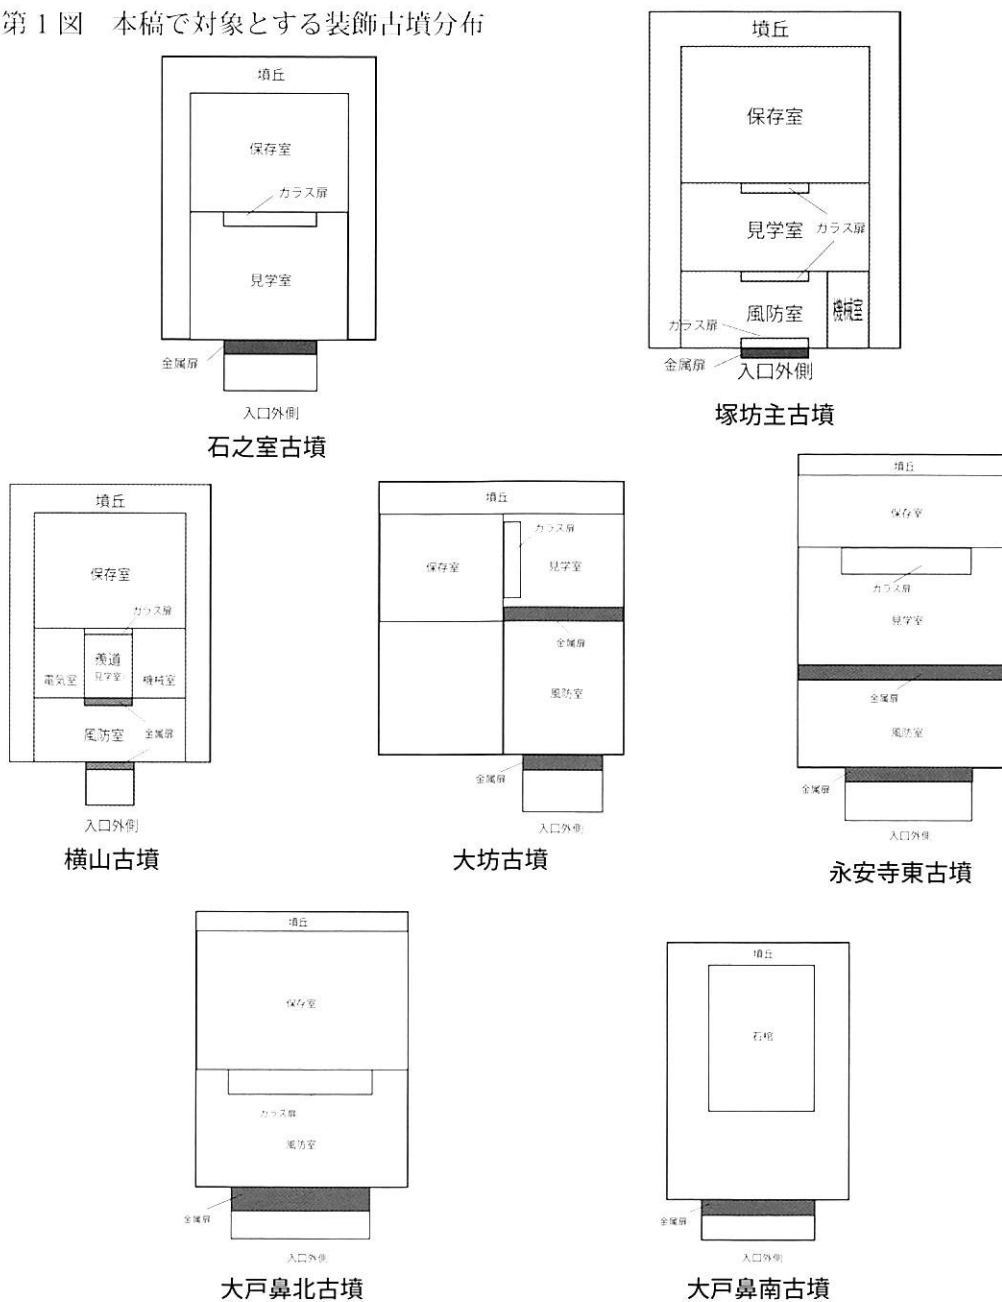 第1図　本稿で対象とする装飾古墳分布
墳丘
保存室
ガラス扉
見学室
金属扉
入口外側
石之室古墳
墳丘
保存室
見学室
ガラス扉
風防室
機械室
ガラス扉
金属扉
入口外側
塚坊主古墳
墳丘
保存室
ガラス扉
羨道
見学室
電気室
機械室
風防室
金属扉
入口外側
横山古墳
墳丘
ガラス扉
保存室
見学室
金属扉
風防室
金属扉
入口外側
大坊古墳
墳丘
保存室
ガラス扉
見学室
金属扉
風防室
金属扉
入口外側
永安寺東古墳
墳丘
保存室
ガラス扉
風防室
金属扉
入口外側
大戸鼻北古墳
墳丘
石棺
金属扉
入口外側
大戸鼻南古墳